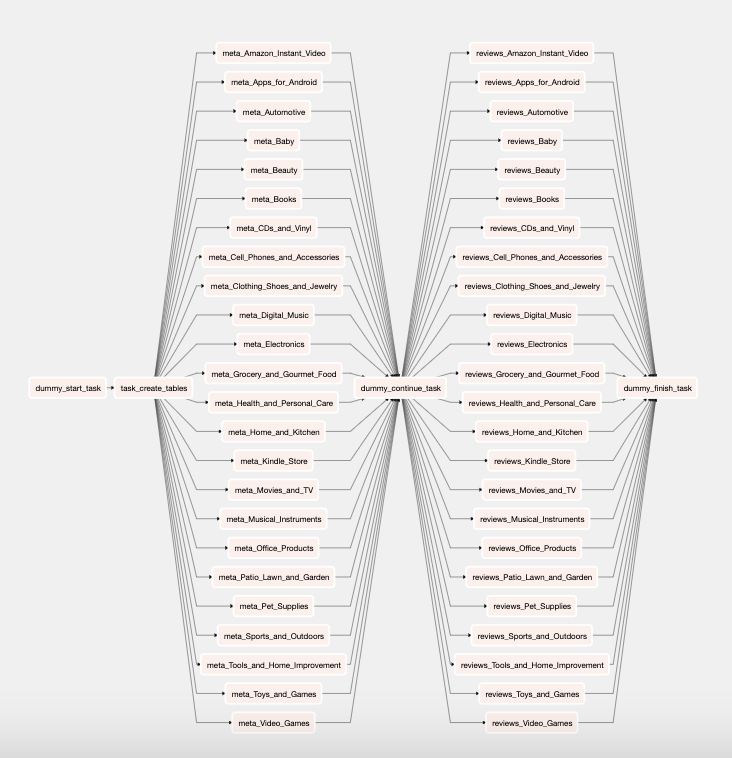 meta_Amazon_Instant_Video
reviews_Amazon_Instant_Video
meta_Apps_for_Android
reviews_Apps_for_Android
meta_Automotive
reviews_Automotive
meta_Baby
reviews_Baby
meta_Beauty
reviews_Beauty
meta_Books
reviews_Books
meta_CDs_and_Vinyl
reviews_CDs_and_Vinyl
meta_Cell_Phones_and_Accessories
reviews_Cell_Phones_and_Accessories
meta_Clothing_Shoes_and_Jewelry
reviews_Clothing_Shoes_and_Jewelry
meta_Digital_Music
reviews_Digital_Music
meta_Electronics
reviews_Electronics
meta_Grocery_and_Gourmet_Food
reviews_Grocery_and_Gourmet_Food
dummy_start_task
task_create_tables
dummy_continue_task
dummy_finish_task
meta_Health_and_Personal_Care
reviews_Health_and_Personal_Care
meta_Home_and_Kitchen
reviews_Home_and_Kitchen
meta_Kindle_Store
reviews_Kindle_Store
meta_Movies_and_TV
reviews_Movies_and_TV
meta_Musical_Instruments
reviews_Musical_Instruments
meta_Office_Products
reviews_Office_Products
meta_Patio_Lawn_and_Garden
reviews_Patio_Lawn_and_Garden
meta_Pet_Supplies
reviews_Pet_Supplies
meta_Sports_and_Outdoors
reviews_Sports_and_Outdoors
meta_Tools_and_Home_Improvement
reviews_Tools_and_Home_Improvement
meta_Toys_and_Games
reviews_Toys_and_Games
meta_Video_Games
reviews_Video_Games